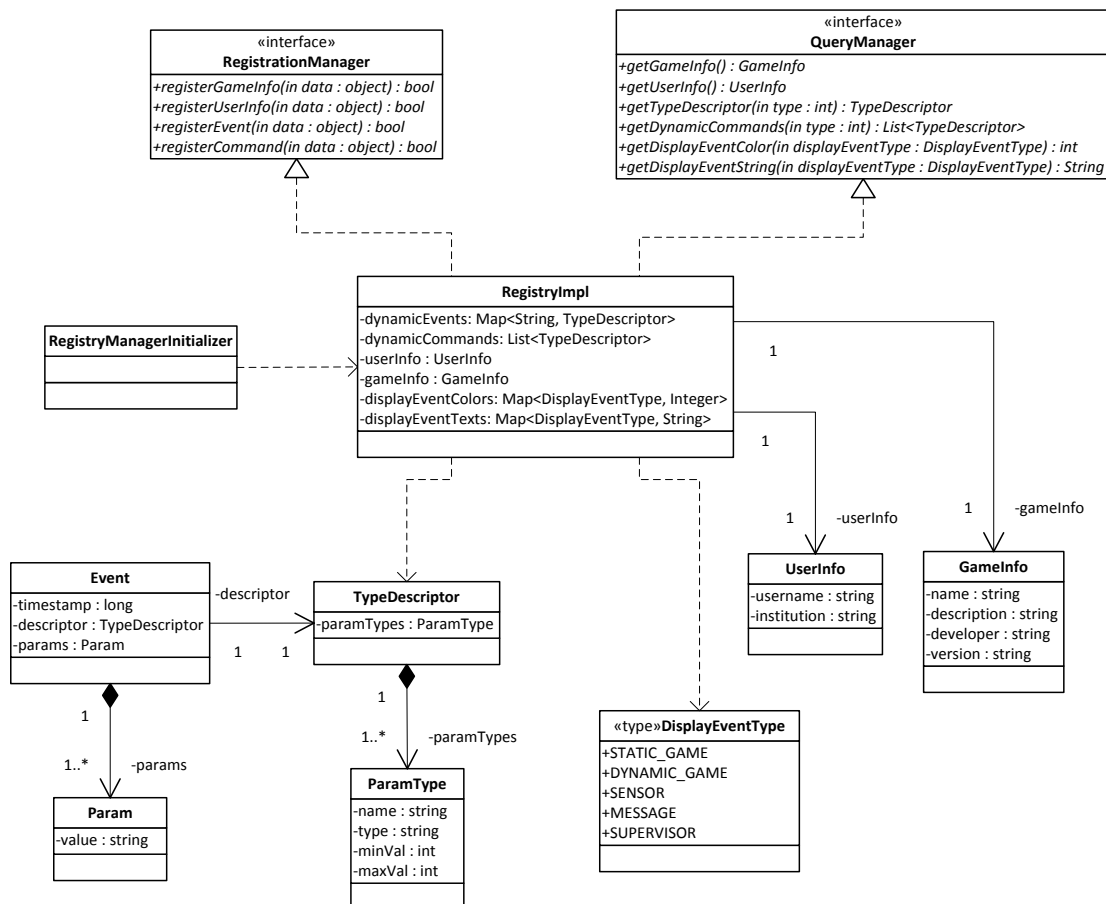 «interface»
RegistrationManager
+registerGameInfo(in data : object) : bool
+registerUserInfo(in data : object) : bool
+registerEvent(in data : object) : bool
+registerCommand(in data : object) : bool
«interface»
QueryManager
+getGameInfo() : GameInfo
+getUserInfo() : UserInfo
+getTypeDescriptor(in type : int) : TypeDescriptor
+getDynamicCommands(in type : int) : List<TypeDescriptor>
+getDisplayEventColor(in displayEventType : DisplayEventType) : int
+getDisplayEventString(in displayEventType : DisplayEventType) : String
RegistryImpl
-dynamicEvents: Map<String, TypeDescriptor>
-dynamicCommands: List<TypeDescriptor>
-userInfo : UserInfo
-gameInfo : GameInfo
-displayEventColors: Map<DisplayEventType, Integer>
-displayEventTexts: Map<DisplayEventType, String>
RegistryManagerInitializer
1
1
1
-gameInfo
1
-userInfo
Event
-timestamp : long
-descriptor : TypeDescriptor
-params : Param
-descriptor
1
1
TypeDescriptor
-paramTypes : ParamType
UserInfo
-username : string
-institution : string
GameInfo
-name : string
-description : string
-developer : string
-version : string
1
1..*
-params
1
1..*
-paramTypes
Param
-value : string
ParamType
-name : string
-type : string
-minVal : int
-maxVal : int
«type»DisplayEventType
+STATIC_GAME
+DYNAMIC_GAME
+SENSOR
+MESSAGE
+SUPERVISOR